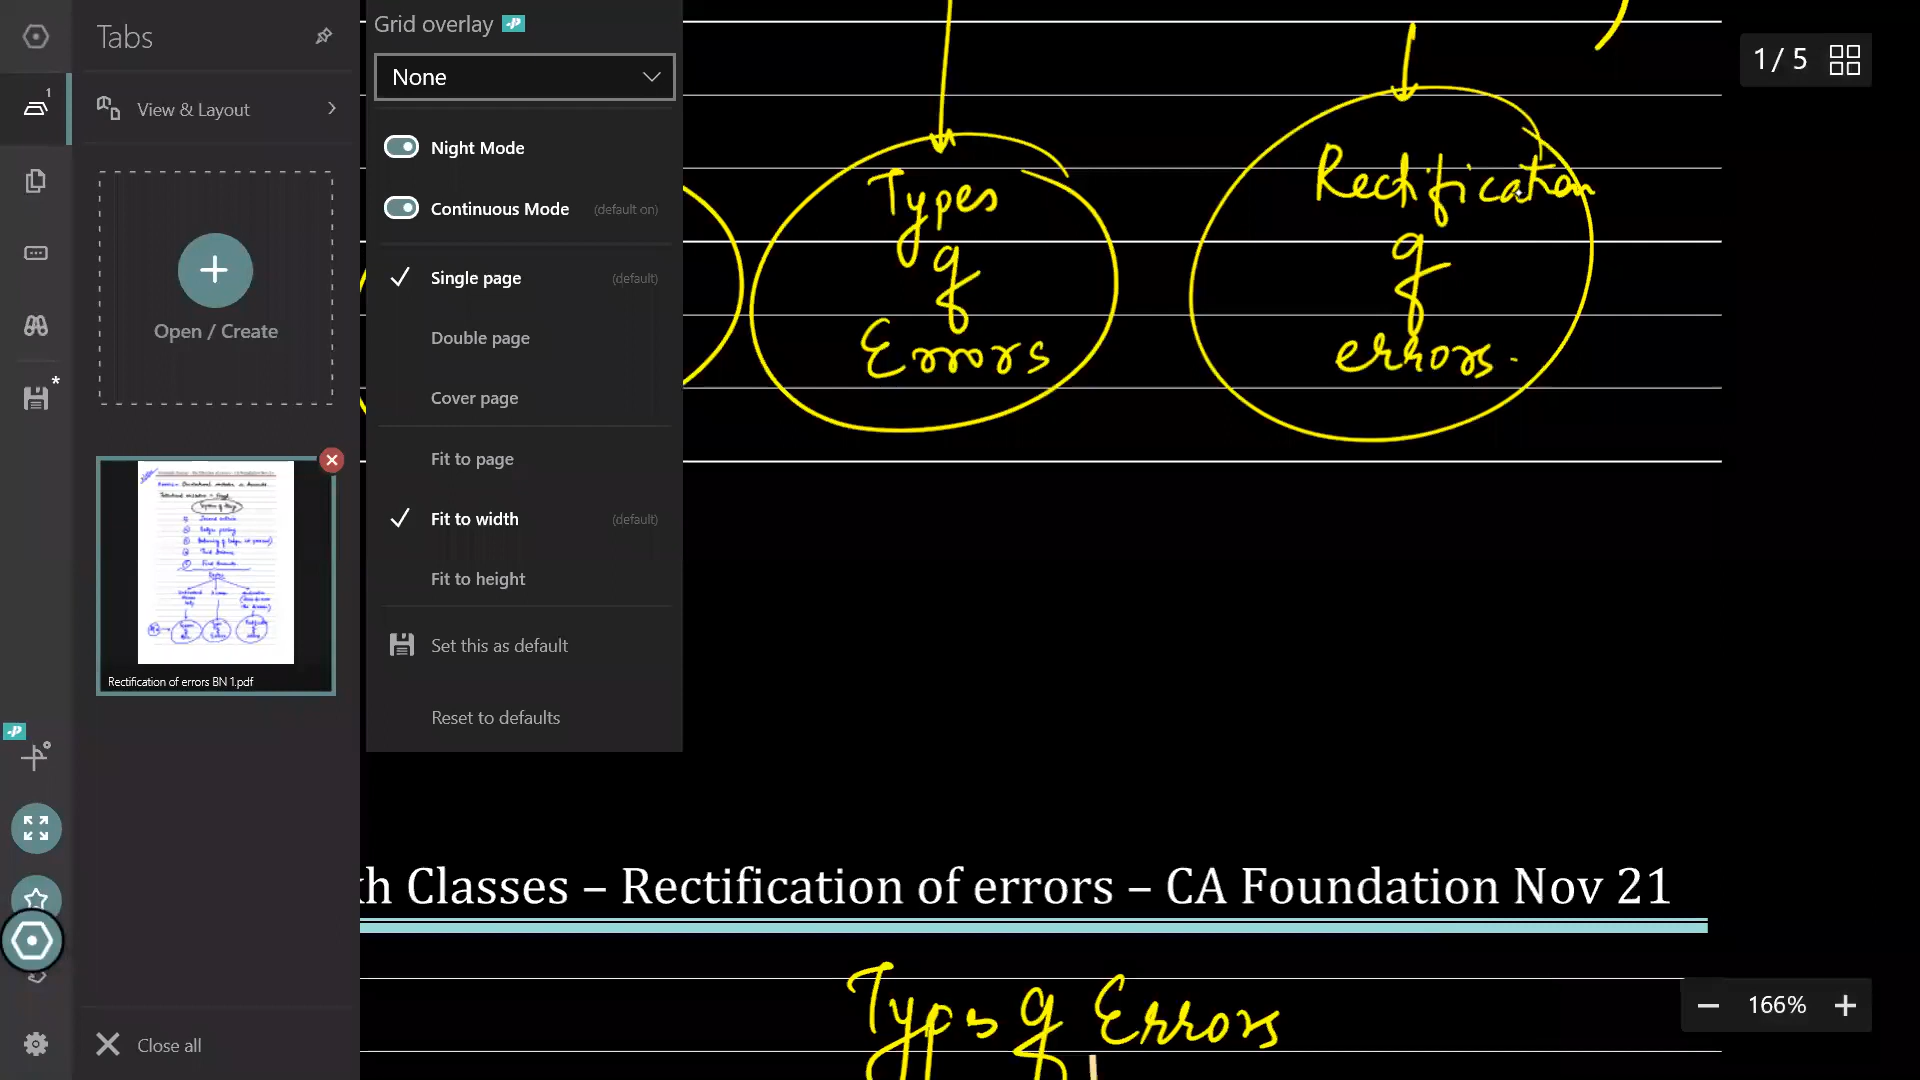 Tabs
View & Layout
Open / Create
Rectification of errors BN 1.pdf
Close all
1
*
Grid overlay
None
Night Mode
Continuous Mode (default on)
Single page (default)
Double page
Cover page
Fit to page
Fit to width (default)
Fit to height
Set this as default
Reset to defaults
1 / 5
Types
of
Errors
Rectification
of
errors.
kh Classes – Rectification of errors – CA Foundation Nov 21
Types of Errors
166%